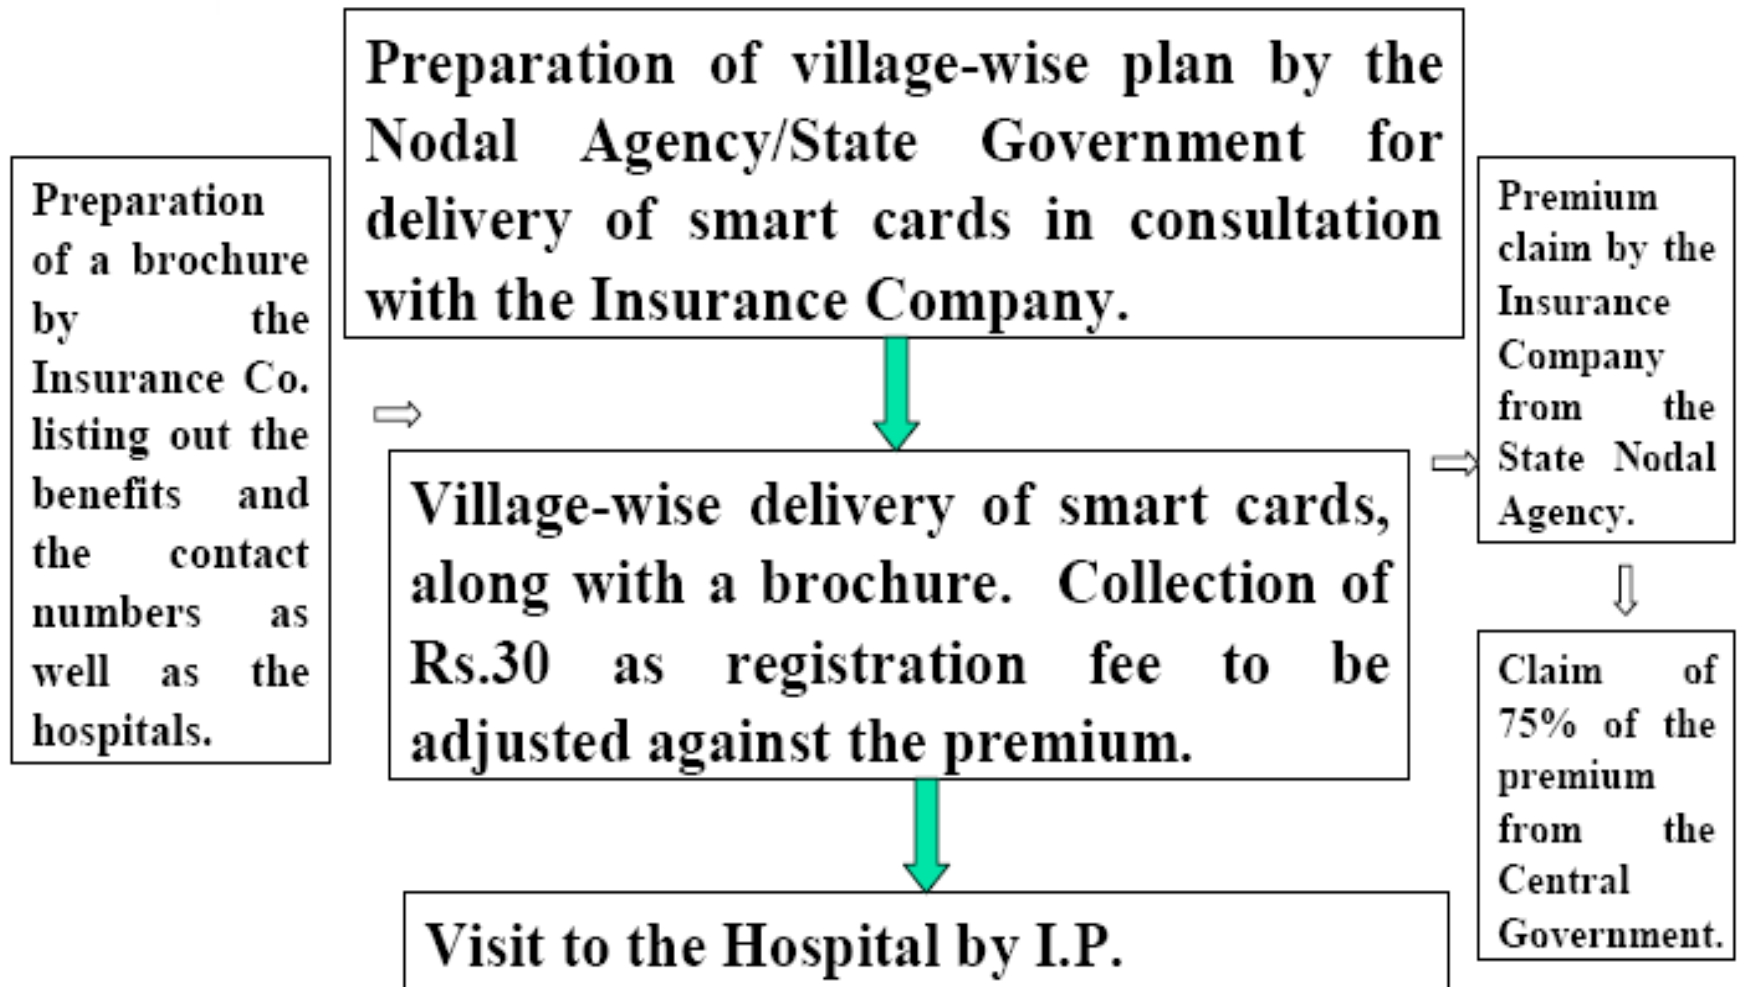 Preparation of village-wise plan by the
Nodal Agency/State Government for
delivery of smart cards in consultation
with the Insurance Company.
Preparation
of a brochure
by the
Insurance Co.
listing out the
benefits and
the contact
numbers as
well as the
hospitals.
Village-wise delivery of smart cards,
along with a brochure. Collection of
Rs.30 as registration fee to be
adjusted against the premium.
Premium
claim by the
Insurance
Company
from the
State Nodal
Agency.
Claim of
75% of the
premium
from the
Central
Government.
Visit to the Hospital by I.P.